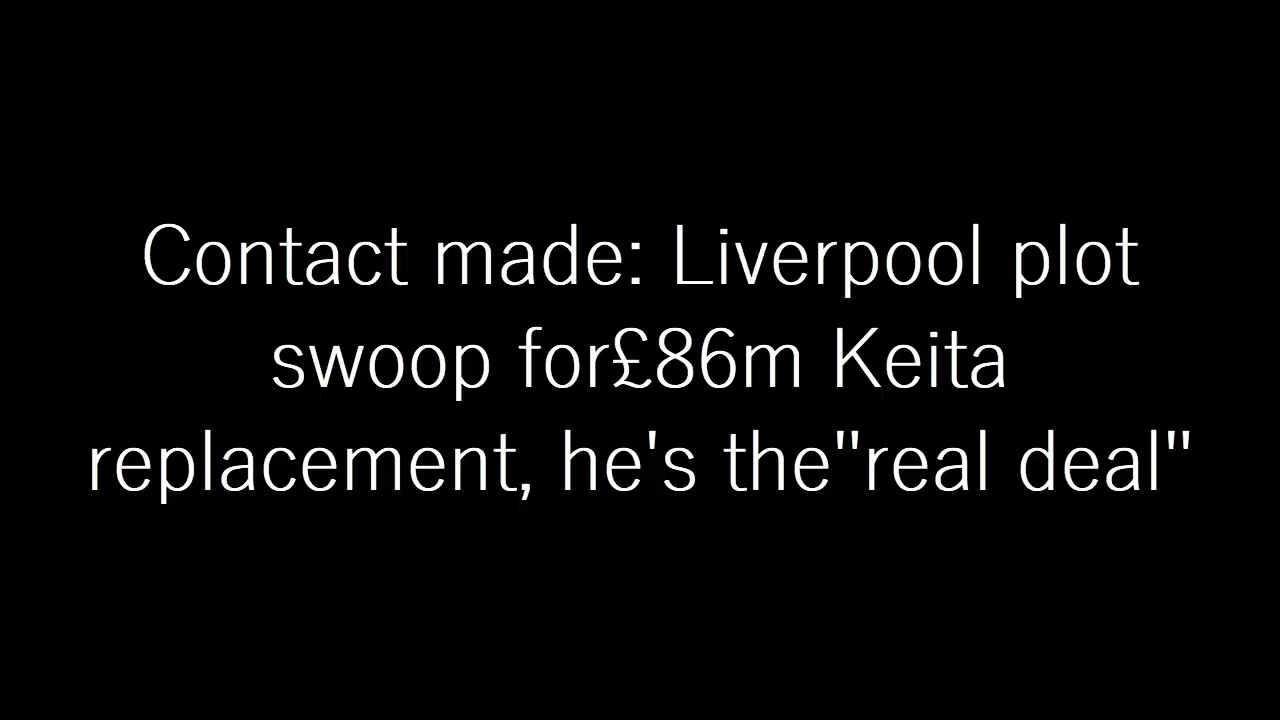 Contact made: Liverpool plot
swoop for£86m Keita
replacement, he's the"real deal"